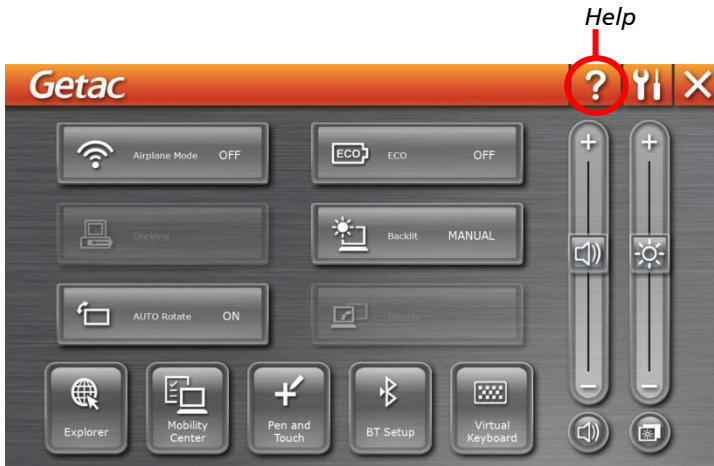 Help
Getac ?
Airplane Mode OFF
ECO ECO OFF
Docking
Backlit MANUAL
AUTO Rotate ON
Display
Explorer
Mobility
Center
Pen and
Touch
BT Setup
Virtual
Keyboard